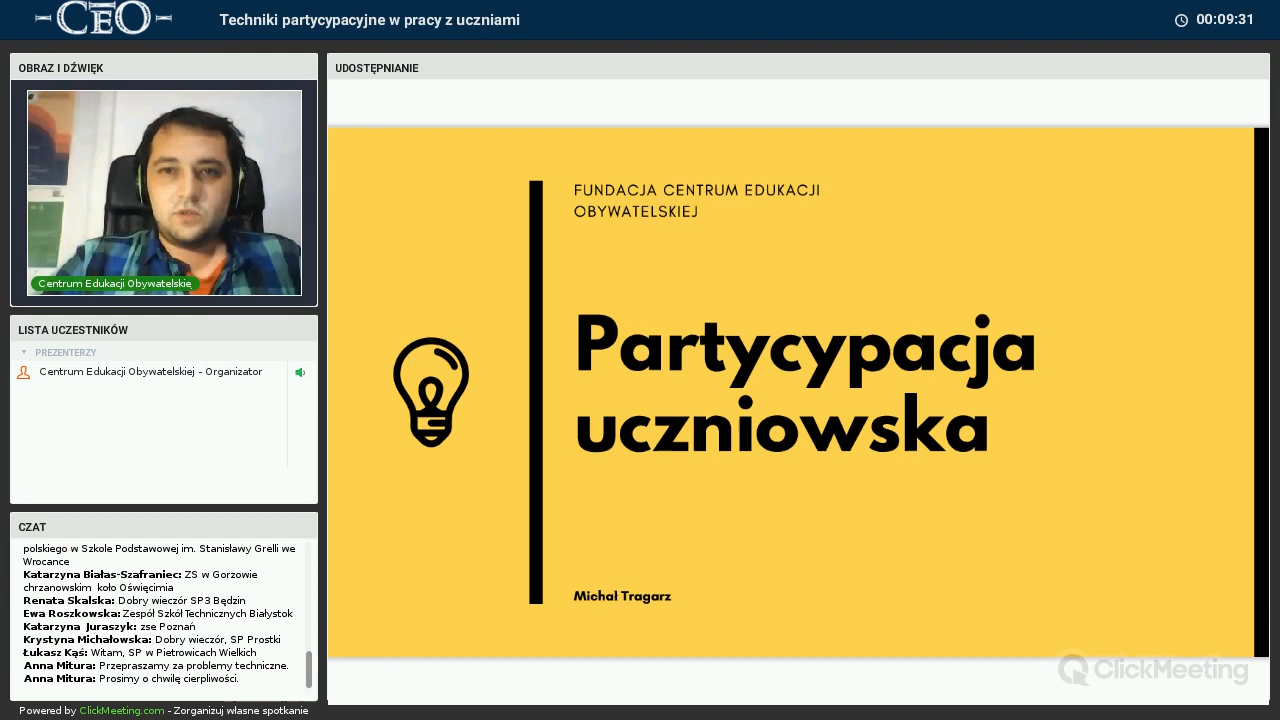 CEO
Techniki partycypacyjne w pracy z uczniami
00:09:31
OBRAZ I DŹWIĘK
Centrum Edukacji Obywatelskie
LISTA UCZESTNIKÓW
PREZENTERZY
Centrum Edukacji Obywatelskiej - Organizator
CZAT
polskiego w Szkole Podstawowej im. Stanisławy Grelli we
Wrocance
Katarzyna Białas-Szafraniec: ZS w Gorzowie
chrzanowskim koło Oświęcimia
Renata Skalska: Dobry wieczór SP3 Będzin
Ewa Roszkowska: Zespół Szkół Technicznych Białystok
Katarzyna Juraszyk: zse Poznań
Krystyna Michałowska: Dobry wieczór, SP Prostki
Łukasz Kąś: Witam, SP w Pietrowicach Wielkich
Anna Mitura: Przepraszamy za problemy techniczne.
Anna Mitura: Prosimy o chwilę cierpliwości.
Powered by ClickMeeting.com - Zorganizuj własne spotkanie
UDOSTĘPNIANIE
FUNDACJA CENTRUM EDUKACJI
OBYWATELSKIEJ
Partycypacja
uczniowska
Michał Tragarz
ClickMeeting